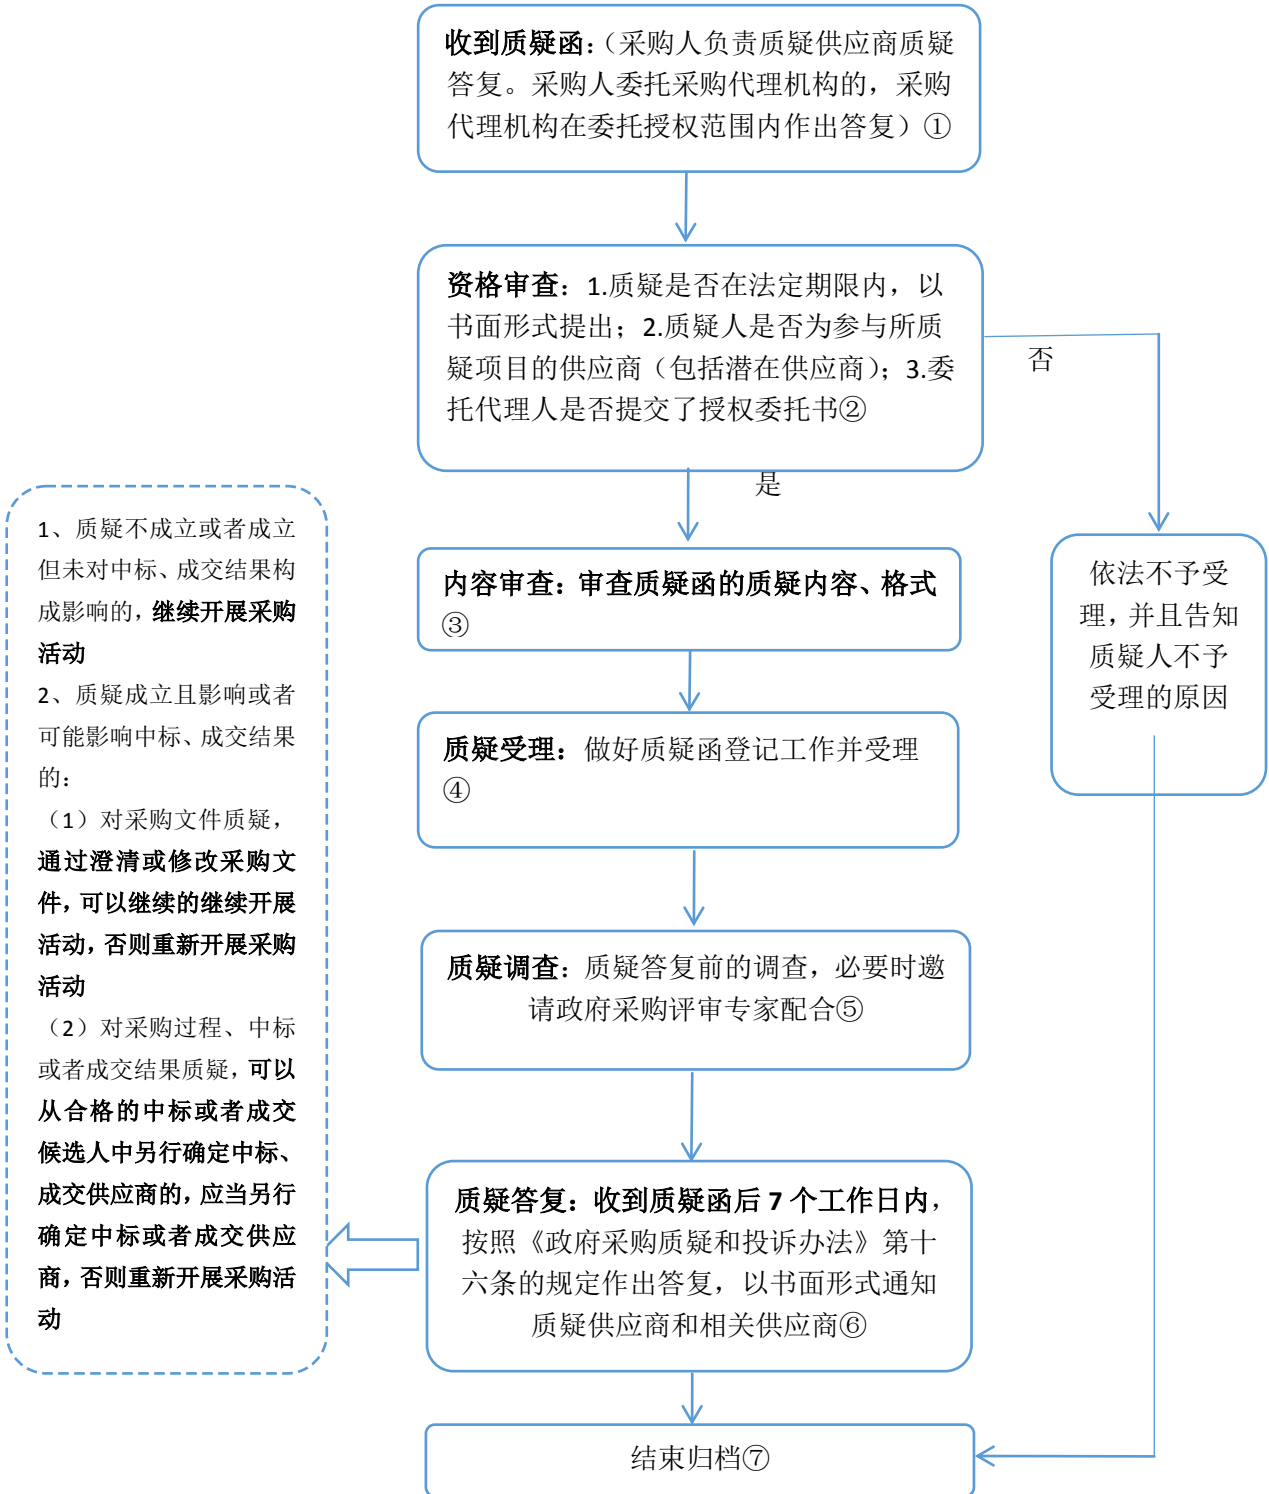 收到质疑函：（采购人负责质疑供应商质疑
答复。采购人委托采购代理机构的，采购
代理机构在委托授权范围内作出答复）①
资格审查：1.质疑是否在法定期限内，以
书面形式提出；2.质疑人是否为参与所质
疑项目的供应商（包括潜在供应商）；3.委
托代理人是否提交了授权委托书②
否
是
内容审查：审查质疑函的质疑内容、格式
③
依法不予受
理，并且告知
质疑人不予
受理的原因
质疑受理：做好质疑函登记工作并受理
④
质疑调查：质疑答复前的调查，必要时邀
请政府采购评审专家配合⑤
质疑答复：收到质疑函后 7 个工作日内，
按照《政府采购质疑和投诉办法》第十
六条的规定作出答复，以书面形式通知
质疑供应商和相关供应商⑥
1、质疑不成立或者成立
但未对中标、成交结果构
成影响的，继续开展采购
活动
2、质疑成立且影响或者
可能影响中标、成交结果
的：
（1）对采购文件质疑，
通过澄清或修改采购文
件，可以继续的继续开展
活动，否则重新开展采购
活动
（2）对采购过程、中标
或者成交结果质疑，可以
从合格的中标或者成交
候选人中另行确定中标、
成交供应商的，应当另行
确定中标或者成交供应
商，否则重新开展采购活
动
结束归档⑦